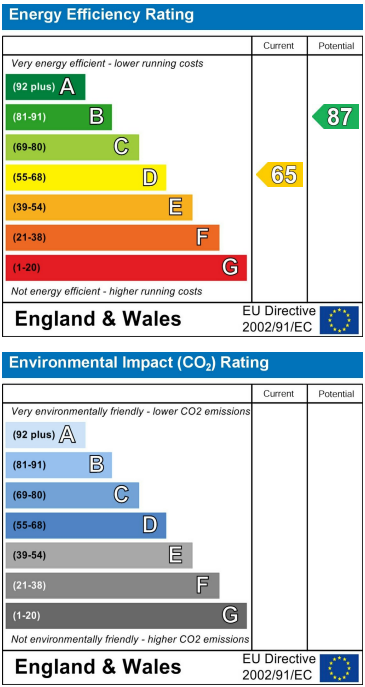 Energy Efficiency Rating
Current Potential
Very energy efficient - lower running costs
(92 plus) A
(81-91) B
87
(69-80) C
(55-68) D
65
(39-54) E
(21-38) F
(1-20) G
Not energy efficient - higher running costs
England & Wales
EU Directive
2002/91/EC
Environmental Impact (CO₂) Rating
Current Potential
Very environmentally friendly - lower CO2 emissions
(92 plus) A
(81-91) B
(69-80) C
(55-68) D
(39-54) E
(21-38) F
(1-20) G
Not environmentally friendly - higher CO2 emissions
England & Wales
EU Directive
2002/91/EC